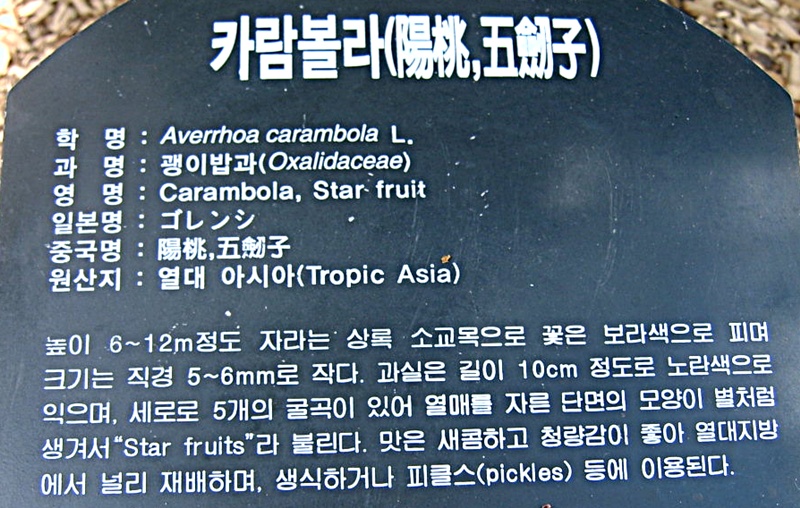 카람볼라(陽桃,五劍子)
학 명 : Averrhoa carambola L.
과 명 : 괭이밥과(Oxalidaceae)
영 명 : Carambola, Star fruit
일본명 : ゴレンシ
중국명 : 陽桃,五劍子
원산지 : 열대 아시아(Tropic Asia)
높이 6~12m정도 자라는 상록 소교목으로 꽃은 보라색으로 피며
크기는 직경 5~6mm로 작다. 과실은 길이 10cm 정도로 노란색으로
익으며, 세로로 5개의 굴곡이 있어 열매를 자른 단면의 모양이 별처럼
생겨서“Star fruits”라 불린다. 맛은 새콤하고 청량감이 좋아 열대지방
에서 널리 재배하며, 생식하거나 피클스(pickles) 등에 이용된다.